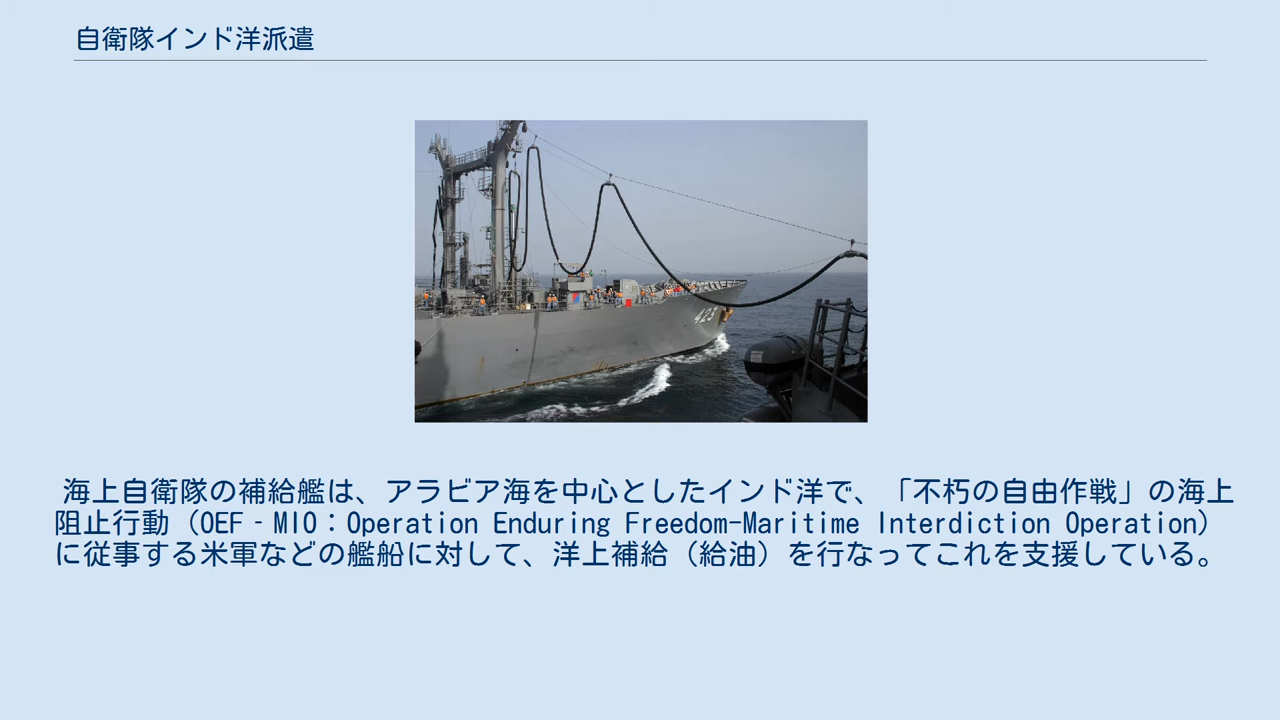 自衛隊インド洋派遣
425
海上自衛隊の補給艦は、アラビア海を中心としたインド洋で、「不朽の自由作戦」の海上
阻止行動（OEF‐MIO：Operation Enduring Freedom-Maritime Interdiction Operation）
に従事する米軍などの艦船に対して、洋上補給（給油）を行なってこれを支援している。